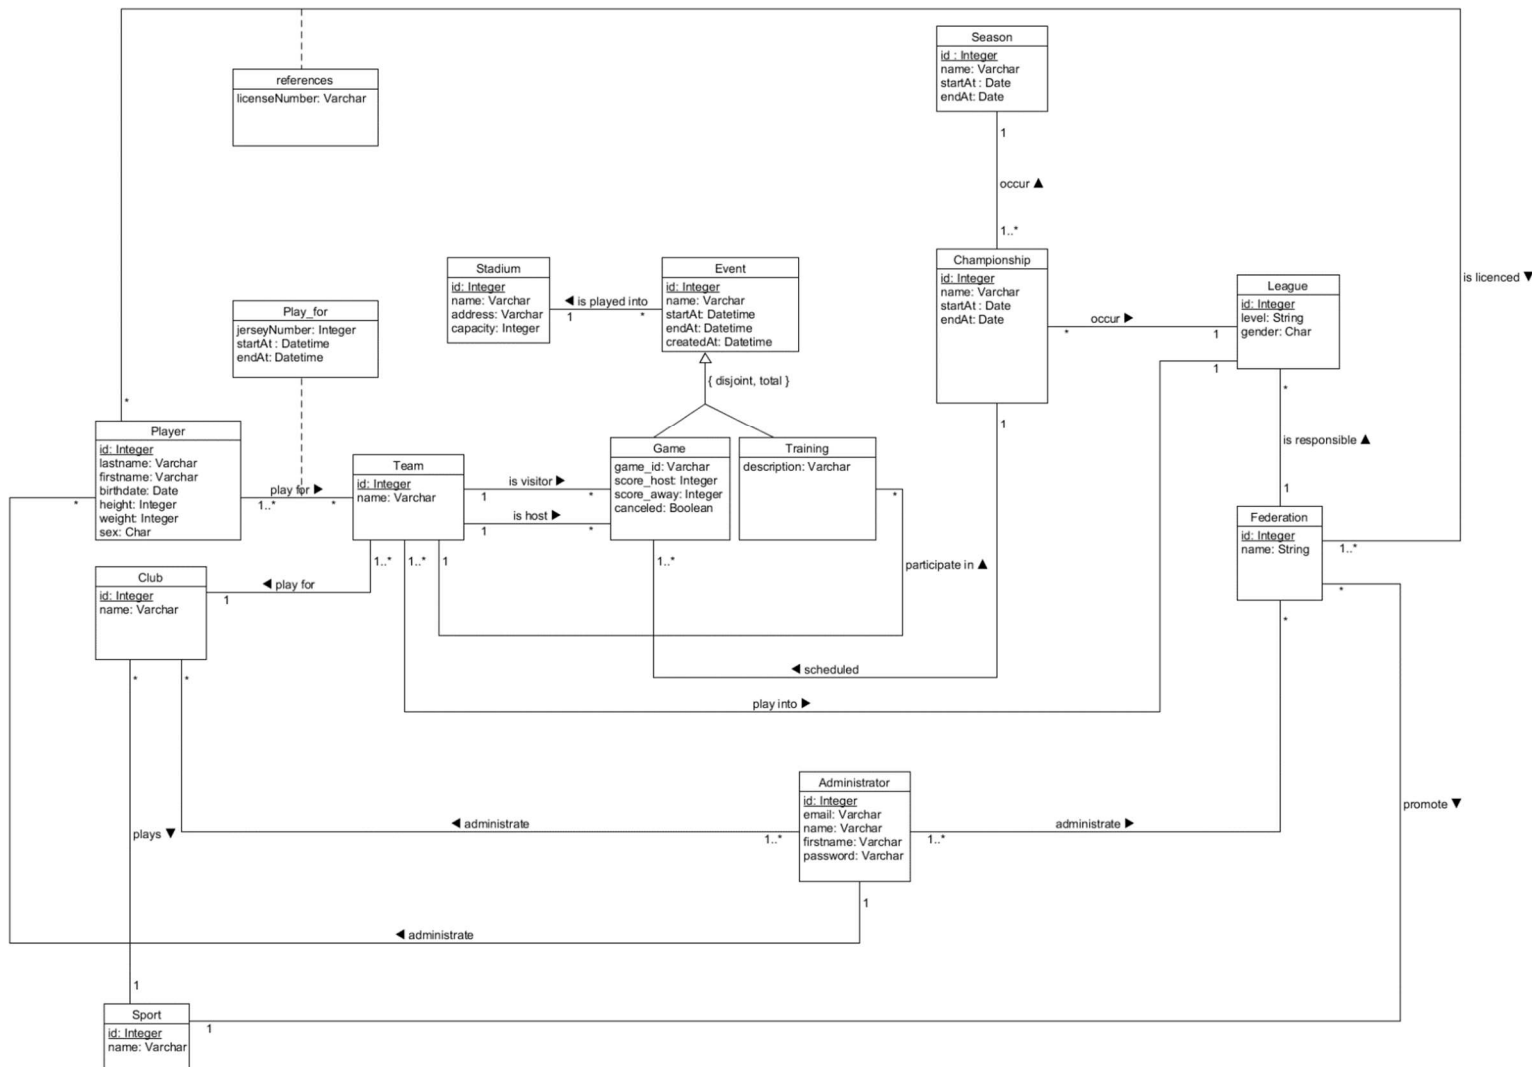 references
licenseNumber: Varchar
Season
id : Integer
name: Varchar
startAt : Date
endAt: Date
1
occur ▲
1..*
is licenced ▼
Stadium
id: Integer
name: Varchar
address: Varchar
capacity: Integer
◀ is played into
1
*
Event
id: Integer
name: Varchar
startAt: Datetime
endAt: Datetime
createdAt: Datetime
{ disjoint, total }
Championship
id: Integer
name: Varchar
startAt : Date
endAt: Date
occur ▶
*
1
League
id: Integer
level: String
gender: Char
1
Play_for
jerseyNumber: Integer
startAt : Datetime
endAt: Datetime
*
Player
id: Integer
lastname: Varchar
firstname: Varchar
birthdate: Date
height: Integer
weight: Integer
sex: Char
*
play for ▶
1..*
*
Team
id: Integer
name: Varchar
is visitor ▶
1
*
is host ▶
1
*
Game
game_id: Varchar
score_host: Integer
score_away: Integer
canceled: Boolean
Training
description: Varchar
*
1
*
is responsible ▲
1
Federation
id: Integer
name: String
1..*
*
*
1..*
1..*
1
1..*
participate in ▲
Club
id: Integer
name: Varchar
◀ play for
1
*
*
◀ scheduled
play into ▶
Administrator
id: Integer
email: Varchar
name: Varchar
firstname: Varchar
password: Varchar
promote ▼
plays ▼
◀ administrate
1..*
1..*
administrate ▶
1
◀ administrate
1
Sport
id: Integer
name: Varchar
1